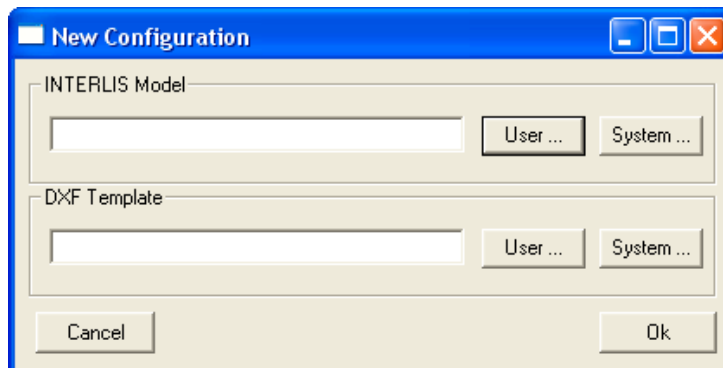 New Configuration
INTERLIS Model
User ... System ...
DXF Template
User ... System ...
Cancel Ok